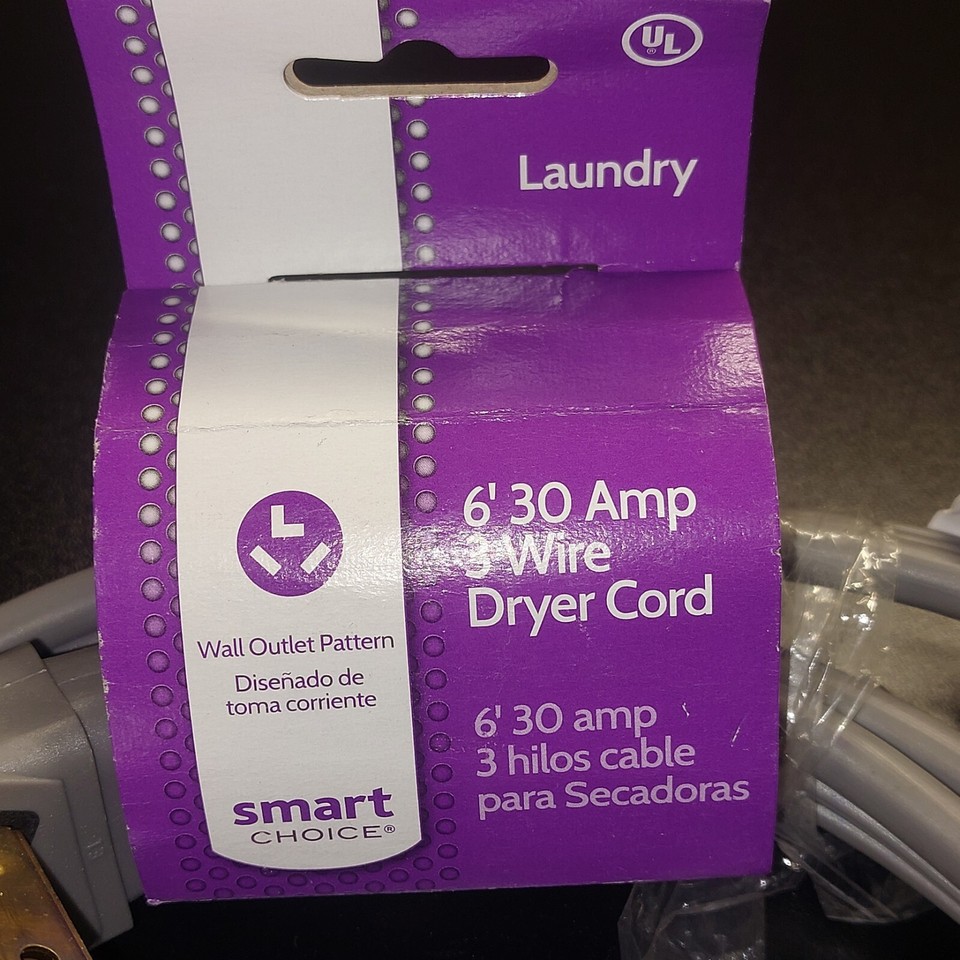 UL
Laundry
6' 30 Amp
3 Wire
Dryer Cord
Wall Outlet Pattern
Diseñado de
toma corriente
6' 30 amp
3 hilos cable
para Secadoras
smart
CHOICE®